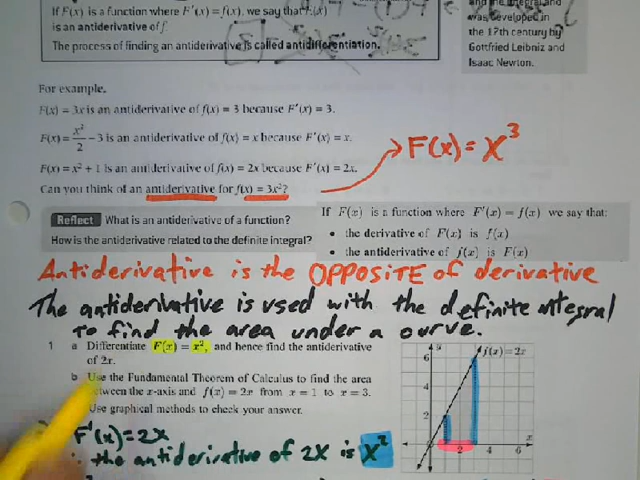 If F(x) is a function where F'(x) = f(x), we say that F(x)
is an antiderivative of f.
The process of finding an antiderivative is called antidifferentiation.
and the integral and
was developed in
the 17th century by
Gottfried Leibniz and
Isaac Newton.
For example,
F(x) = 3x is an antiderivative of f(x) = 3 because F'(x) = 3.
F(x) = x²/2 − 3 is an antiderivative of f(x) = x because F'(x) = x.
F(x) = x² + 1 is an antiderivative of f(x) = 2x because F'(x) = 2x.
Can you think of an antiderivative for f(x) = 3x²?
F(x) = x³
Reflect What is an antiderivative of a function?
How is the antiderivative related to the definite integral?
If F(x) is a function where F'(x) = f(x) we say that:
• the derivative of F(x) is f(x)
• the antiderivative of f(x) is F(x)
Antiderivative is the OPPOSITE of derivative
The antiderivative is used with the definite integral
to find the area under a curve.
1 a Differentiate F(x) = x², and hence find the antiderivative
of 2x.
b Use the Fundamental Theorem of Calculus to find the area
between the x-axis and f(x) = 2x from x = 1 to x = 3.
Use graphical methods to check your answer.
F'(x) = 2x
∴ the antiderivative of 2x is x²
y
f(x) = 2x
6
4
2
0
2
4
6
x